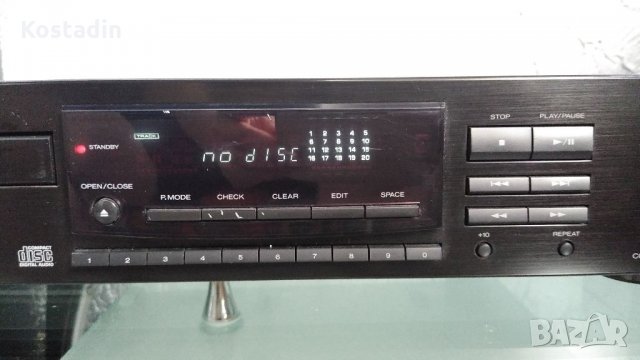 Kostadin
TRACK
STANDBY
no dISC
1 2 3 4 5
6 7 8 9 10
11 12 13 14 15
16 17 18 19 20
STOP
PLAY/PAUSE
OPEN/CLOSE
P.MODE
CHECK
CLEAR
EDIT
SPACE
+10
REPEAT
COMPACT
disc
DIGITAL AUDIO
1 2 3 4 5 6 7 8 9 0
BAZAR
.bg